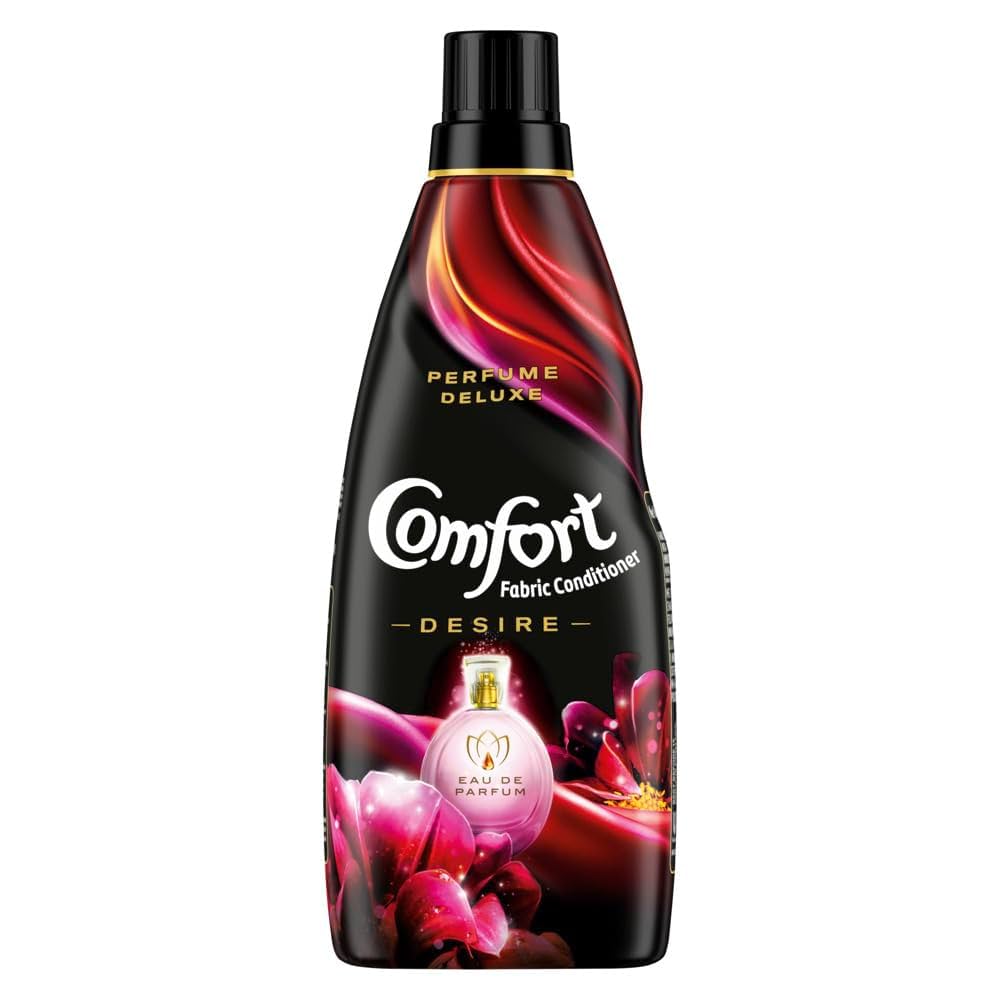 PERFUME
DELUXE
Comfort
Fabric Conditioner
DESIRE
EAU DE
PARFUM